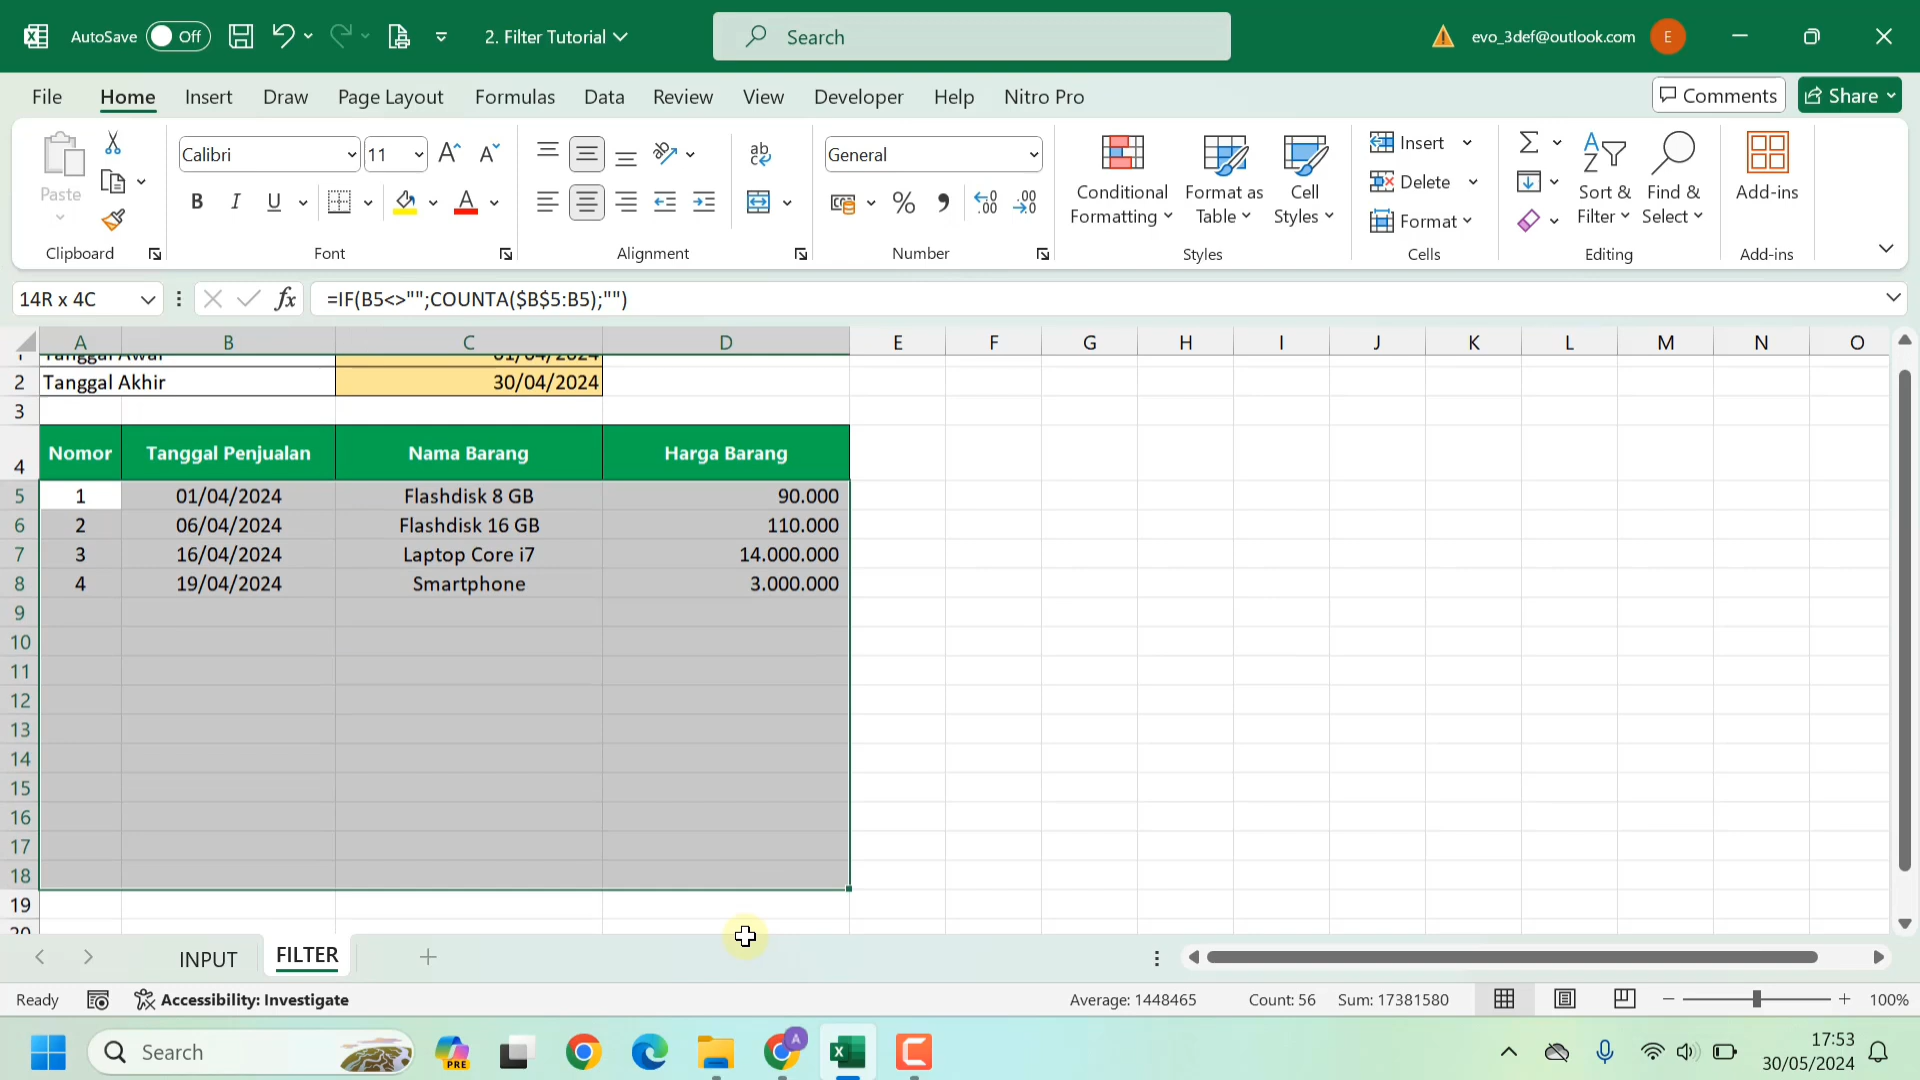 AutoSave Off 2. Filter Tutorial Search evo_3def@outlook.com E
File Home Insert Draw Page Layout Formulas Data Review View Developer Help Nitro Pro Comments Share
Paste
Calibri 11
B I U
General
Conditional Formatting
Format as Table
Cell Styles
Insert
Delete
Format
Sort & Filter
Find & Select
Add-ins
Clipboard Font Alignment Number Styles Cells Editing Add-ins
14R x 4C fx =IF(B5<>"";COUNTA($B$5:B5);"")
A B C D E F G H I J K L M N O
1 Tanggal Awal 01/04/2024
2 Tanggal Akhir 30/04/2024
3
4 Nomor Tanggal Penjualan Nama Barang Harga Barang
5 1 01/04/2024 Flashdisk 8 GB 90.000
6 2 06/04/2024 Flashdisk 16 GB 110.000
7 3 16/04/2024 Laptop Core i7 14.000.000
8 4 19/04/2024 Smartphone 3.000.000
9
10
11
12
13
14
15
16
17
18
19
20
INPUT FILTER
Ready Accessibility: Investigate Average: 1448465 Count: 56 Sum: 17381580 100%
Search PRE A 17:53
30/05/2024